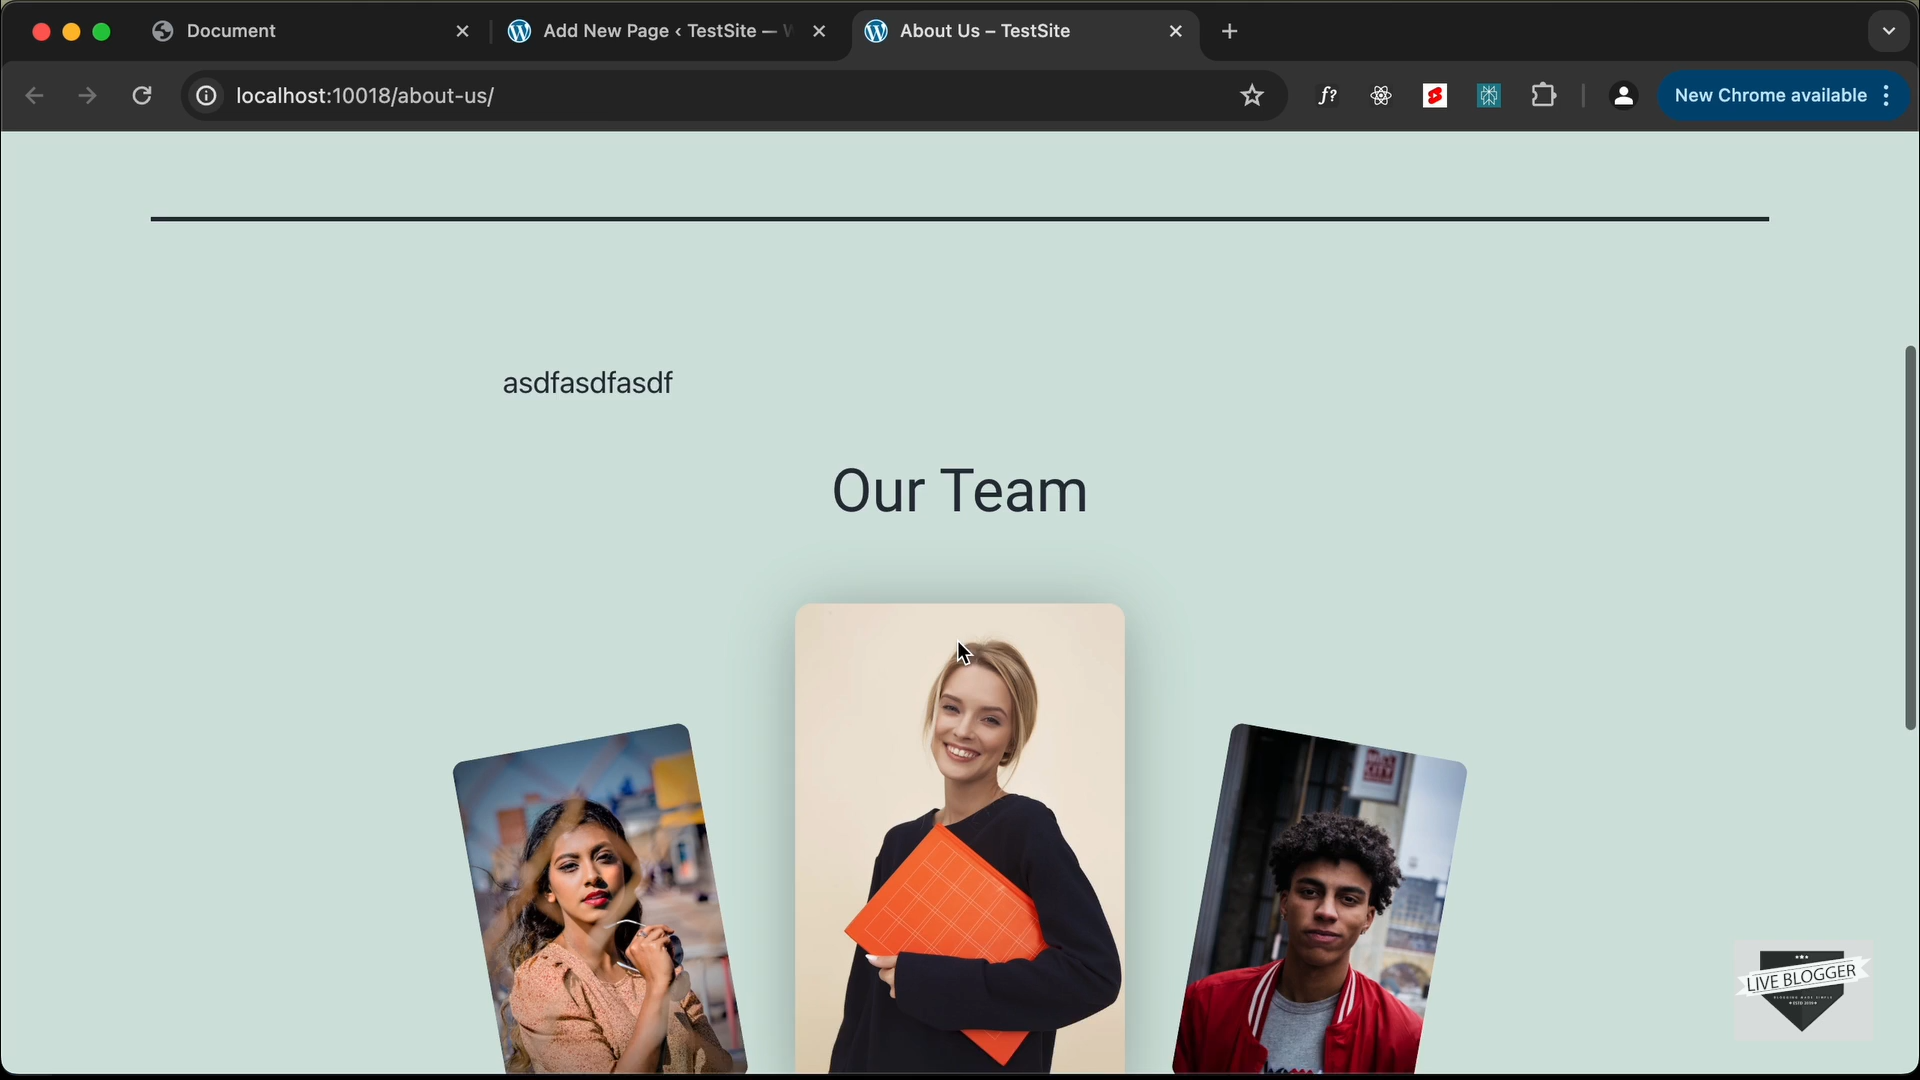 Document
Add New Page ‹ TestSite — W
About Us – TestSite
localhost:10018/about-us/
f?
New Chrome available
asdfasdfasdf
Our Team
LIVE BLOGGER